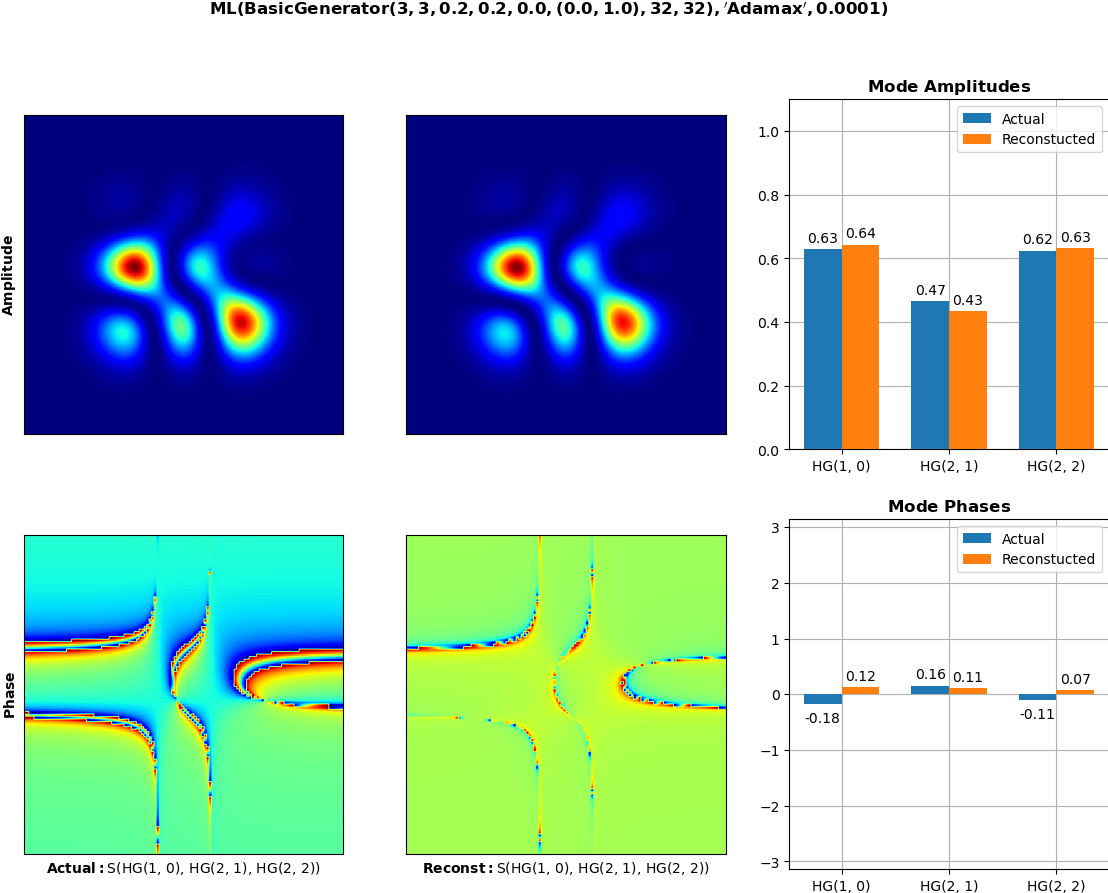 ML(BasicGenerator(3, 3, 0.2, 0.2, 0.0, (0.0, 1.0), 32, 32), 'Adamax', 0.0001)
Amplitude
Mode Amplitudes
Actual
Reconstucted
1.0
0.8
0.6
0.4
0.2
0.0
0.63
0.64
0.47
0.43
0.62
0.63
HG(1, 0)
HG(2, 1)
HG(2, 2)
Phase
Actual: S(HG(1, 0), HG(2, 1), HG(2, 2))
Reconst: S(HG(1, 0), HG(2, 1), HG(2, 2))
Mode Phases
Actual
Reconstucted
3
2
1
0
−1
−2
−3
-0.18
0.12
0.16
0.11
-0.11
0.07
HG(1, 0)
HG(2, 1)
HG(2, 2)